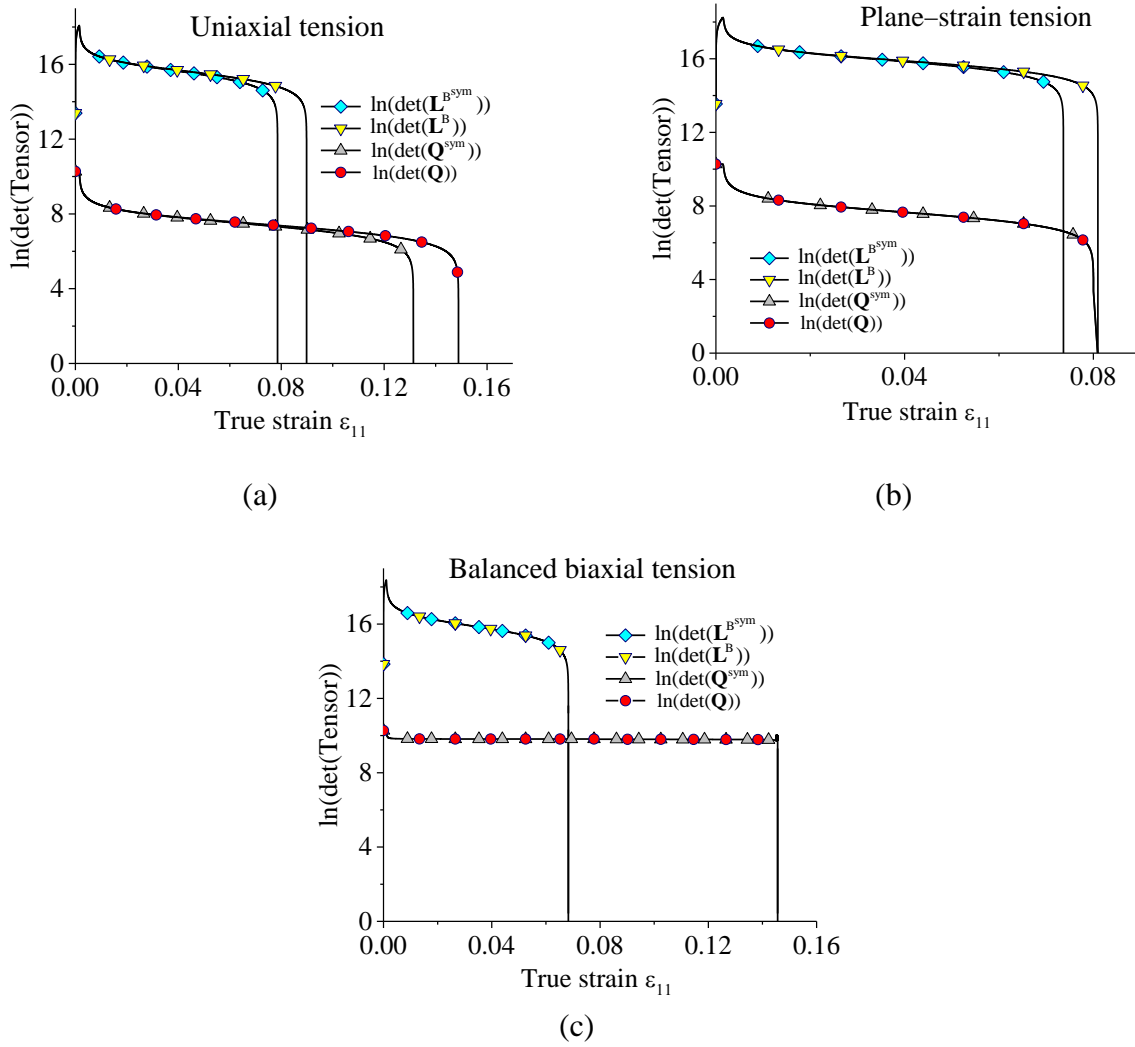 Uniaxial tension
ln(det(Tensor))
16
12
8
4
0
ln(det(L^Bsym))
ln(det(L^B))
ln(det(Q^sym))
ln(det(Q))
0.00 0.04 0.08 0.12 0.16
True strain ε11
(a)
Plane–strain tension
ln(det(Tensor))
16
12
8
4
0
ln(det(L^Bsym))
ln(det(L^B))
ln(det(Q^sym))
ln(det(Q))
0.00 0.04 0.08
True strain ε11
(b)
Balanced biaxial tension
ln(det(Tensor))
16
12
8
4
0
ln(det(L^Bsym))
ln(det(L^B))
ln(det(Q^sym))
ln(det(Q))
0.00 0.04 0.08 0.12 0.16
True strain ε11
(c)